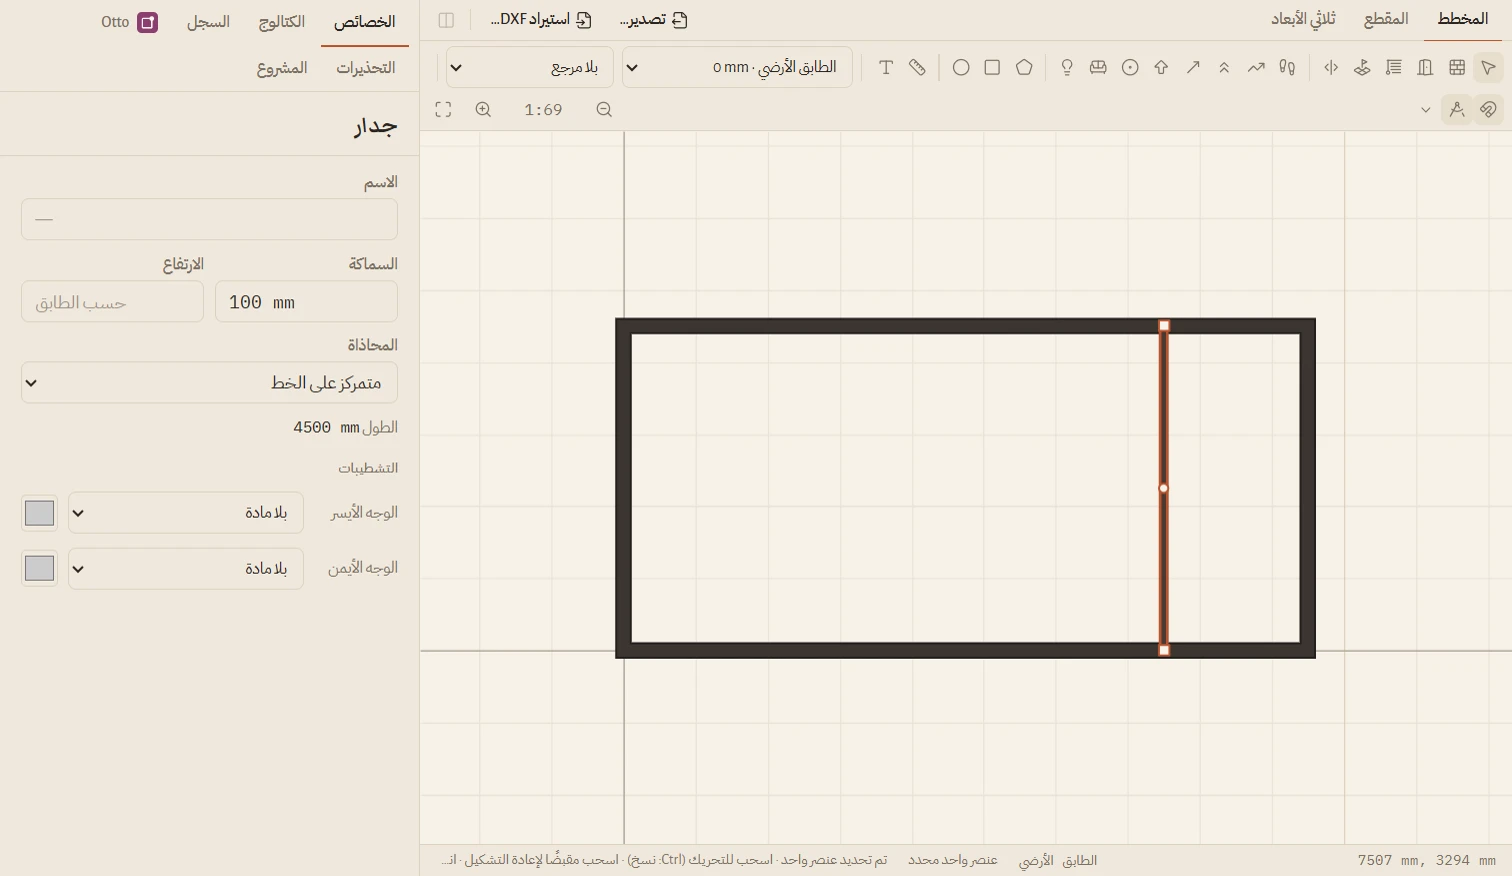 المخطط
المقطع
ثلاثي الأبعاد
تصدير...
استيراد DXF...
الخصائص
الكتالوج
السجل
Otto
التحذيرات
المشروع
الطابق الأرضي · 0 mm
بلا مرجع
1:69
جدار
الاسم
—
السماكة
الارتفاع
100 mm
حسب الطابق
المحاذاة
متمركز على الخط
الطول 4500 mm
التشطيبات
الوجه الأيسر
بلا مادة
الوجه الأيمن
بلا مادة
7507 mm, 3294 mm
الطابق الأرضي
عنصر واحد محدد
تم تحديد عنصر واحد · اسحب للتحريك (Ctrl: نسخ) · اسحب مقبضًا لإعادة التشكيل · ان...